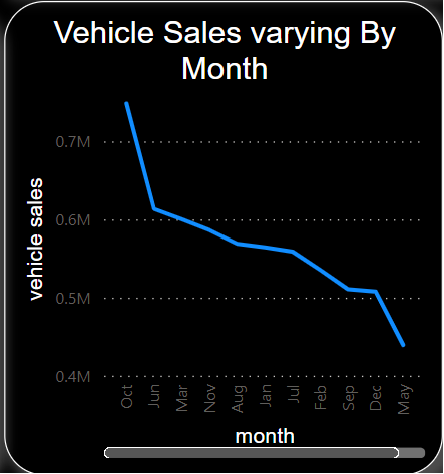 Vehicle Sales varying By
Month
0.7M
0.6M
0.5M
0.4M
vehicle sales
Oct
Jun
Mar
Nov
Aug
Jan
Jul
Feb
Sep
Dec
May
month